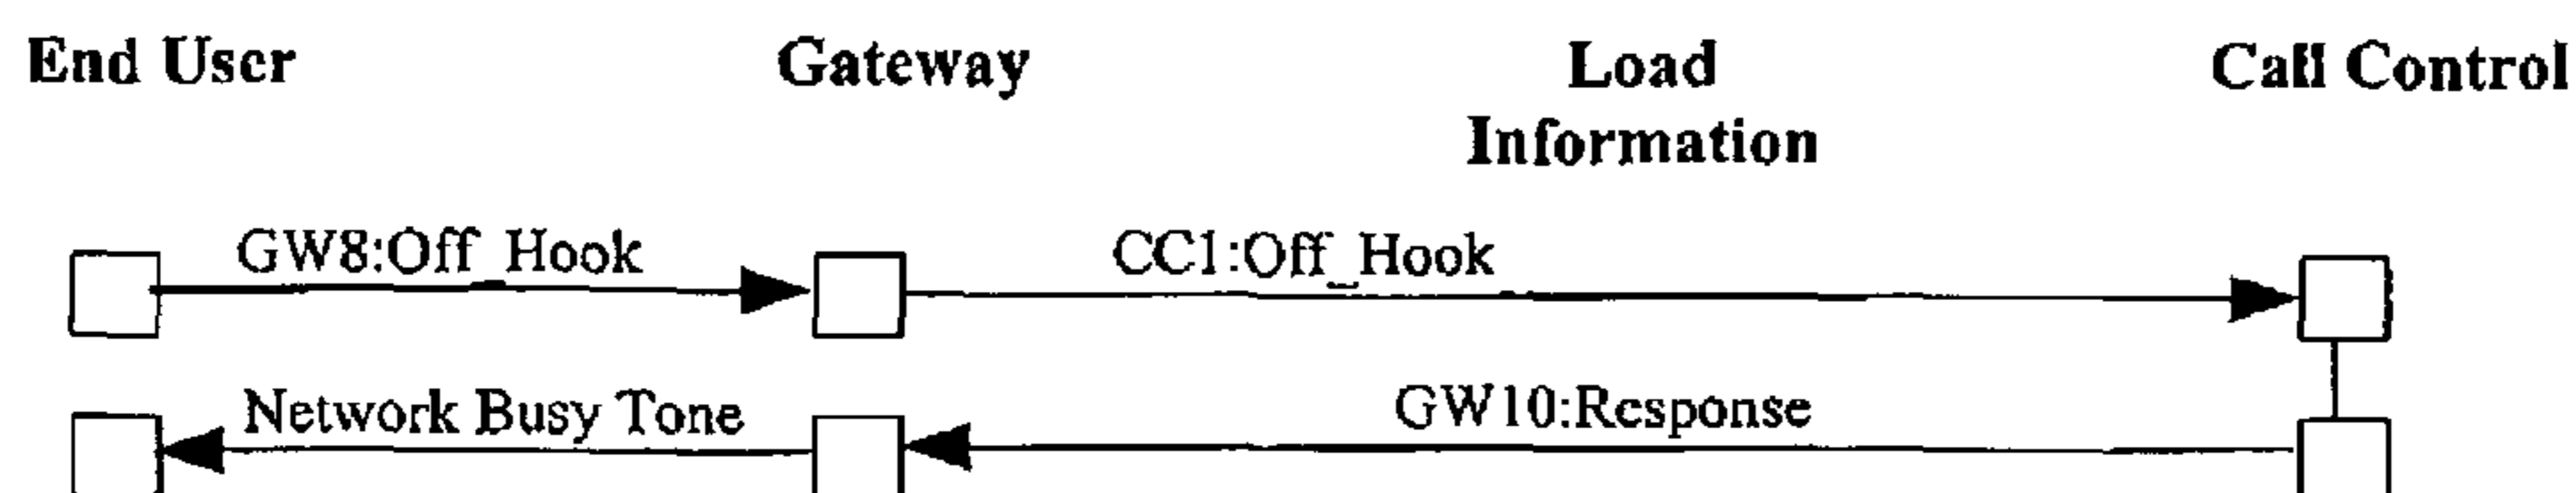 End User
Gateway
Load
Information
Call Control
GW8:Off_Hook
CC1:Off_Hook
Network Busy Tone
GW10:Response